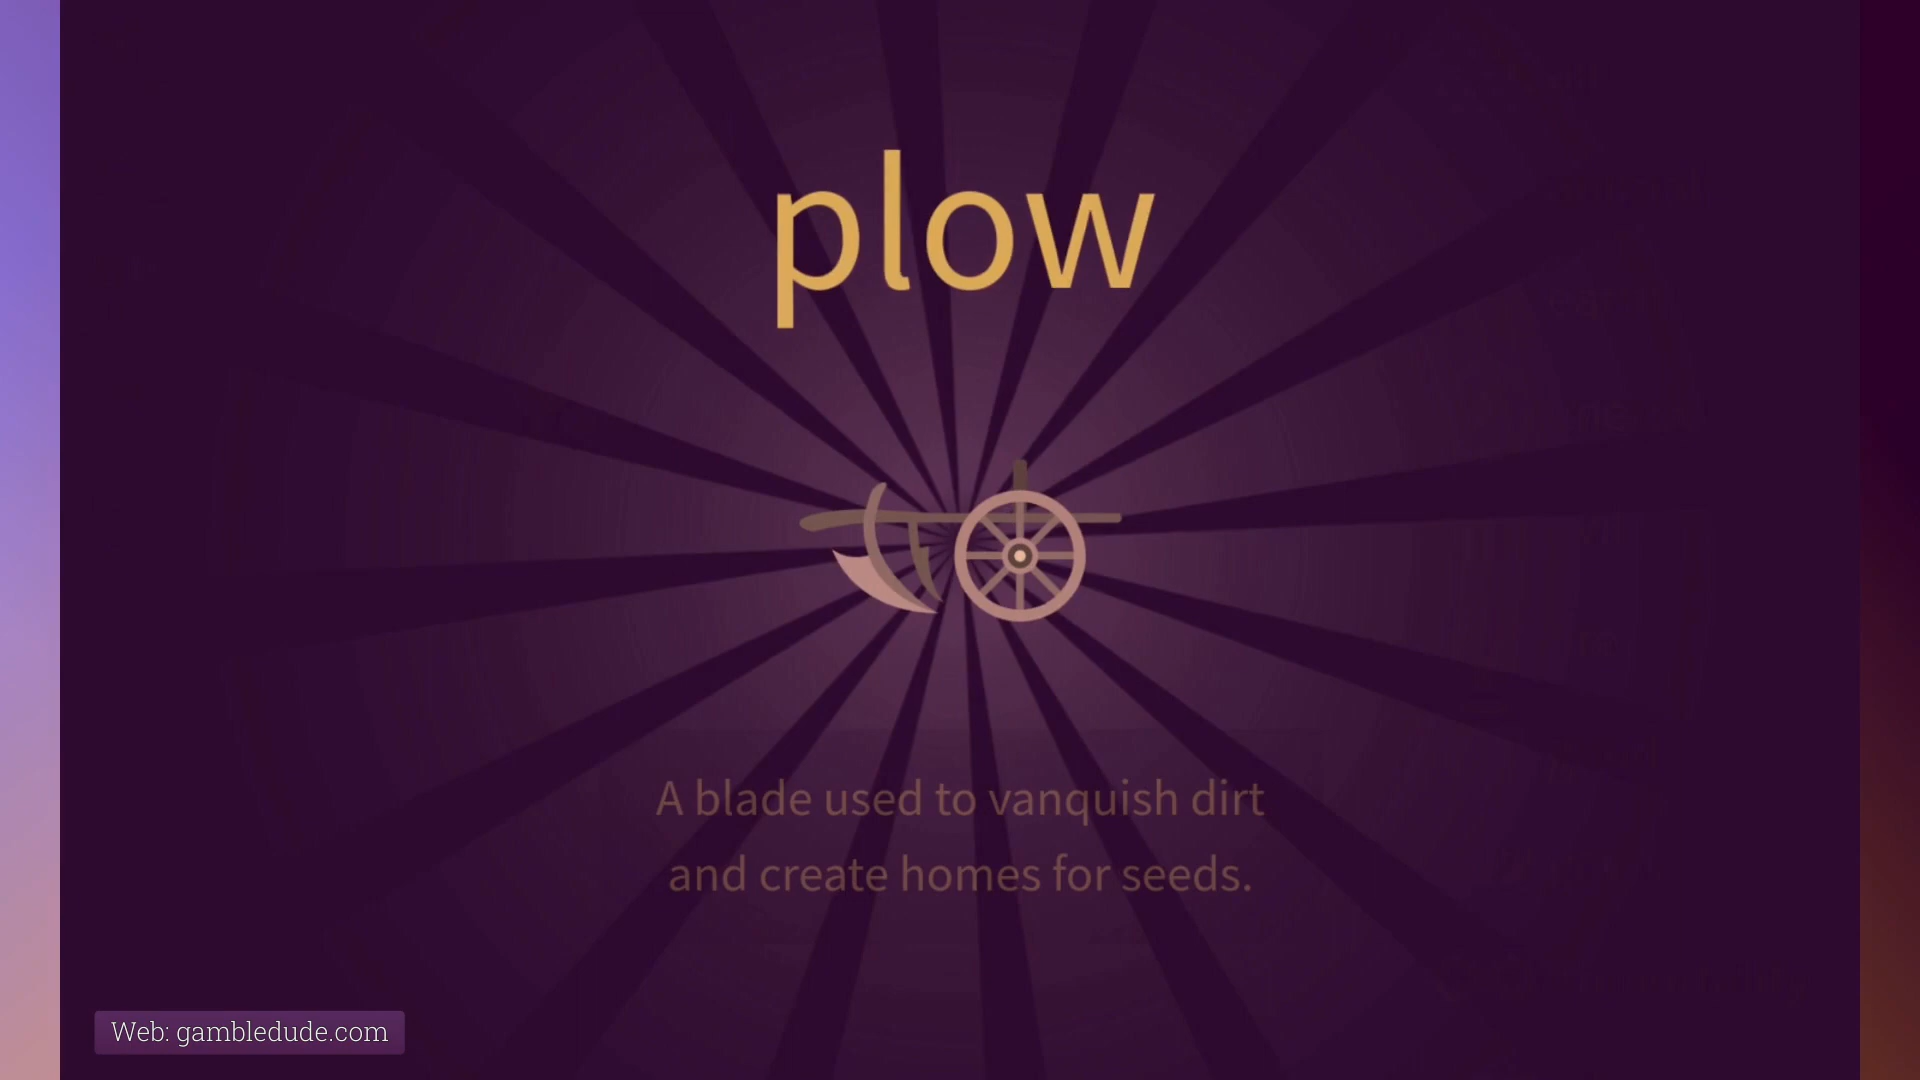 plow
A blade used to vanquish dirt
and create homes for seeds.
Web: gambledude.com